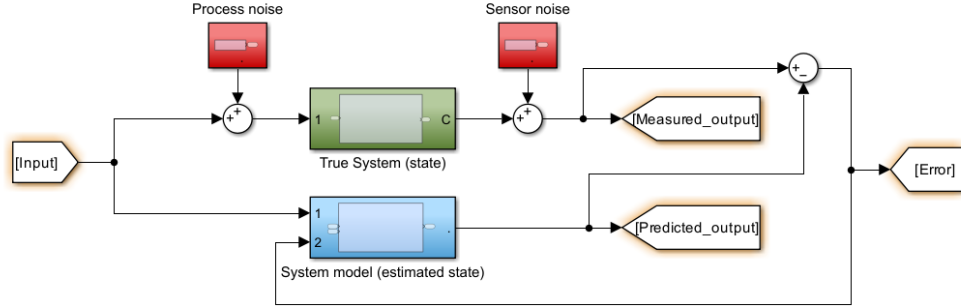 Process noise
Sensor noise
+
+
+
+
+
-
1
C
[Measured_output]
True System (state)
[Input]
[Error]
1
2
[Predicted_output]
System model (estimated state)